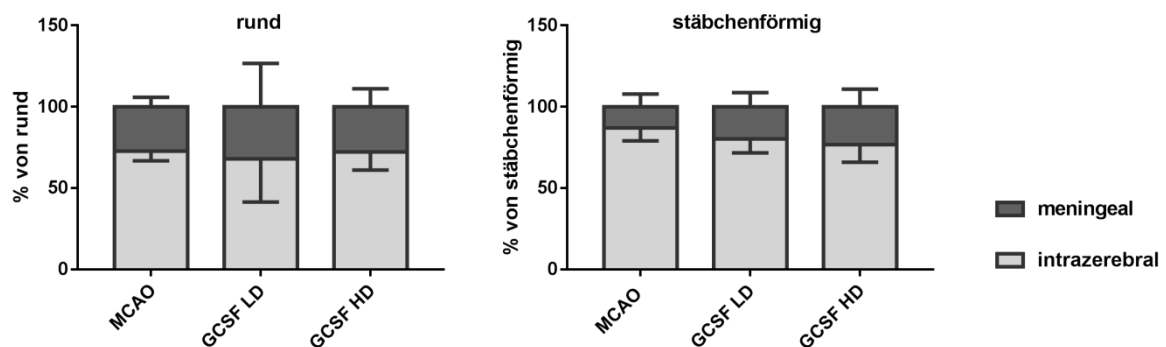 rund
% von rund
150
100
50
0
MCAO
GCSF LD
GCSF HD
stäbchenförmig
% von stäbchenförmig
150
100
50
0
MCAO
GCSF LD
GCSF HD
meningeal
intrazerebral